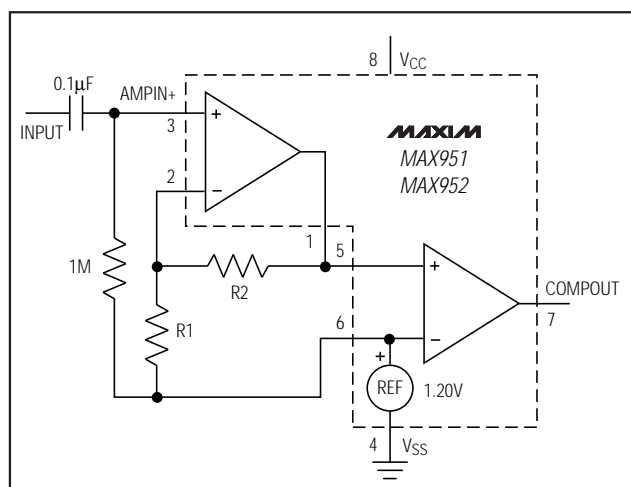 8 VCC
0.1μF
AMPIN+
INPUT
3
+
MAXIM
MAX951
MAX952
2
−
1
5
+
1M
R2
COMPOUT
7
R1
6
−
+
REF
1.20V
4 VSS